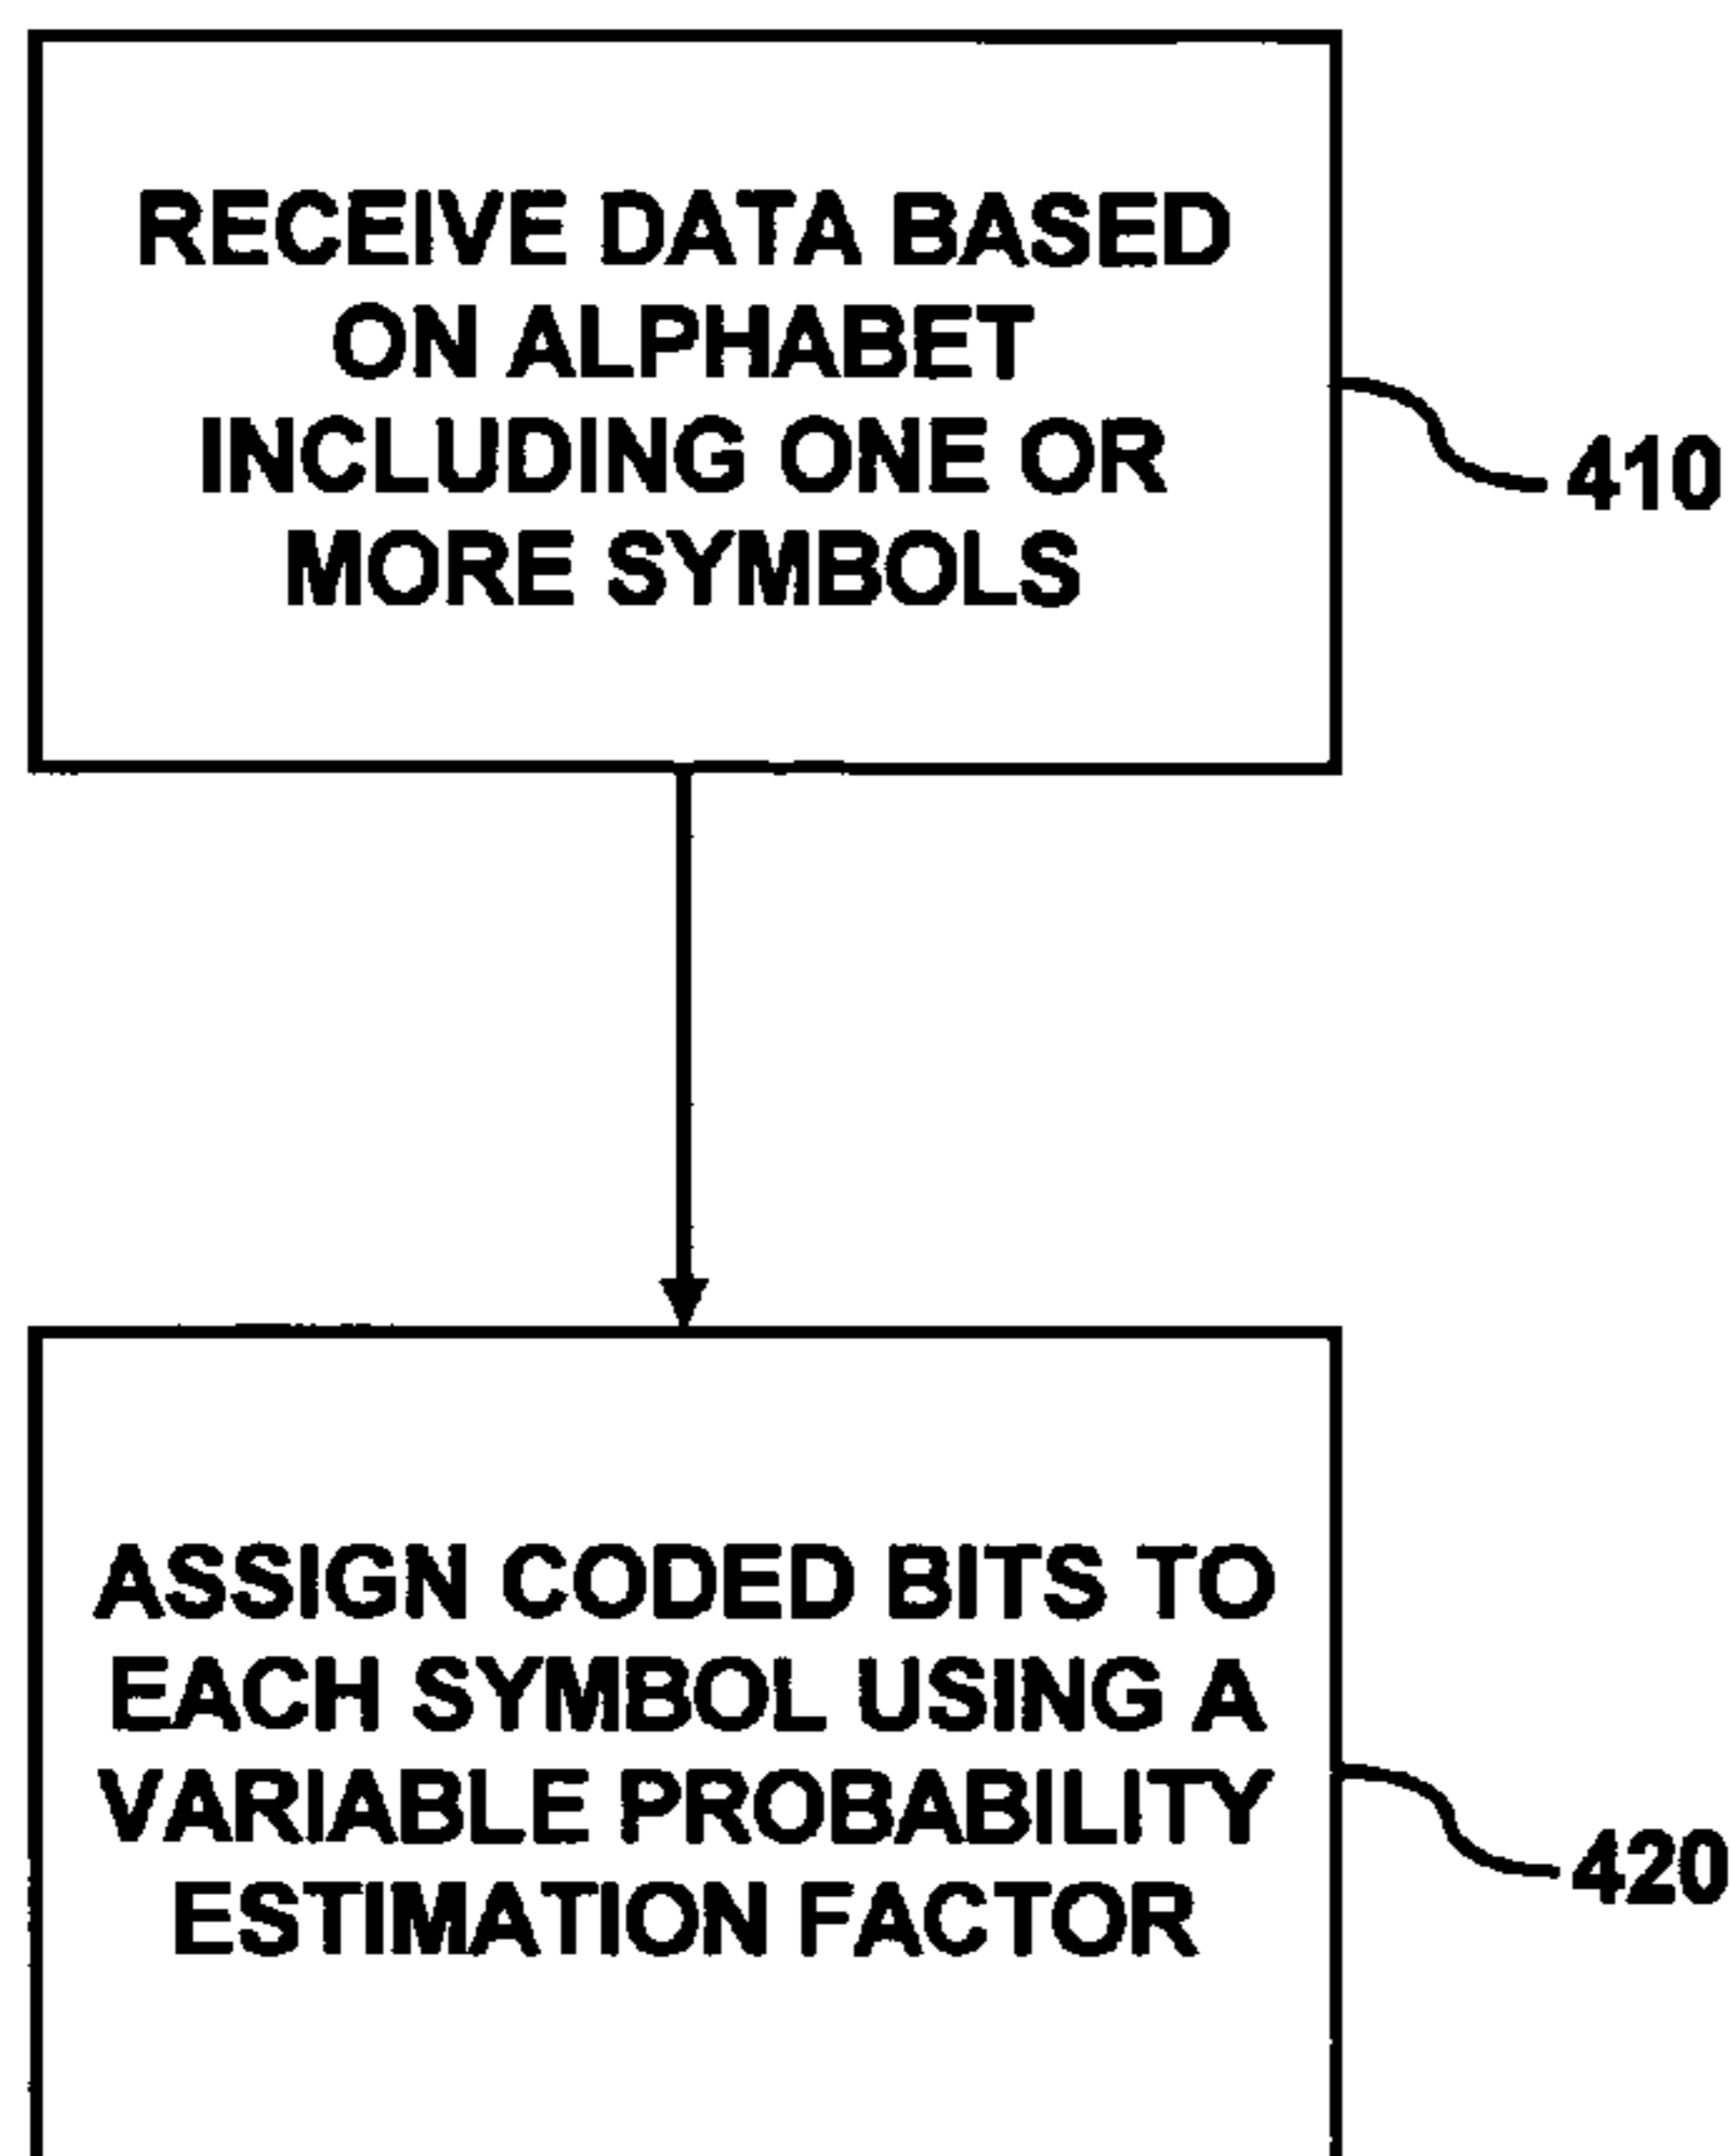 RECEIVE DATA BASED
ON ALPHABET
INCLUDING ONE OR
MORE SYMBOLS
410
ASSIGN CODED BITS TO
EACH SYMBOL USING A
VARIABLE PROBABILITY
ESTIMATION FACTOR
420